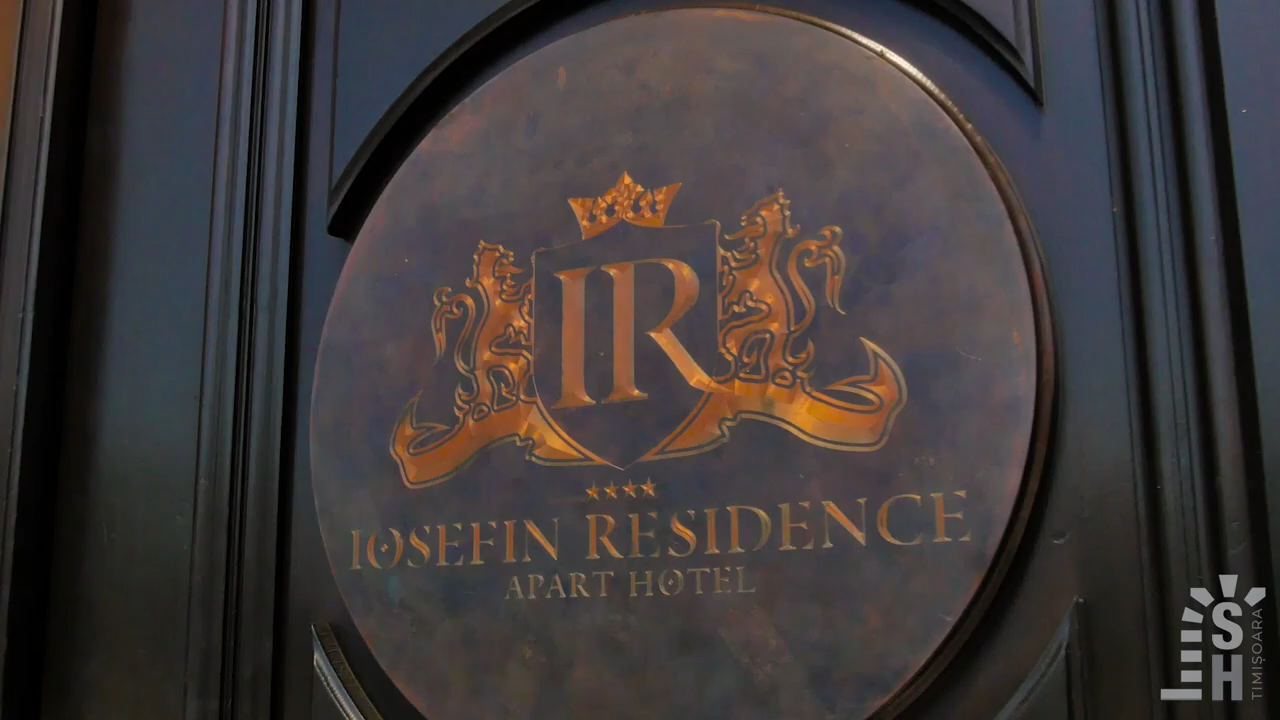 IR
IOSEFIN RESIDENCE
APART HOTEL
SH
TIMIȘOARA